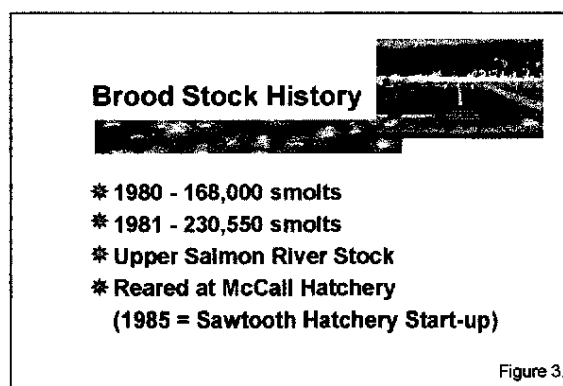 Brood Stock History
* 1980 - 168,000 smolts
* 1981 - 230,550 smolts
* Upper Salmon River Stock
* Reared at McCall Hatchery
(1985 = Sawtooth Hatchery Start-up)
Figure 3.